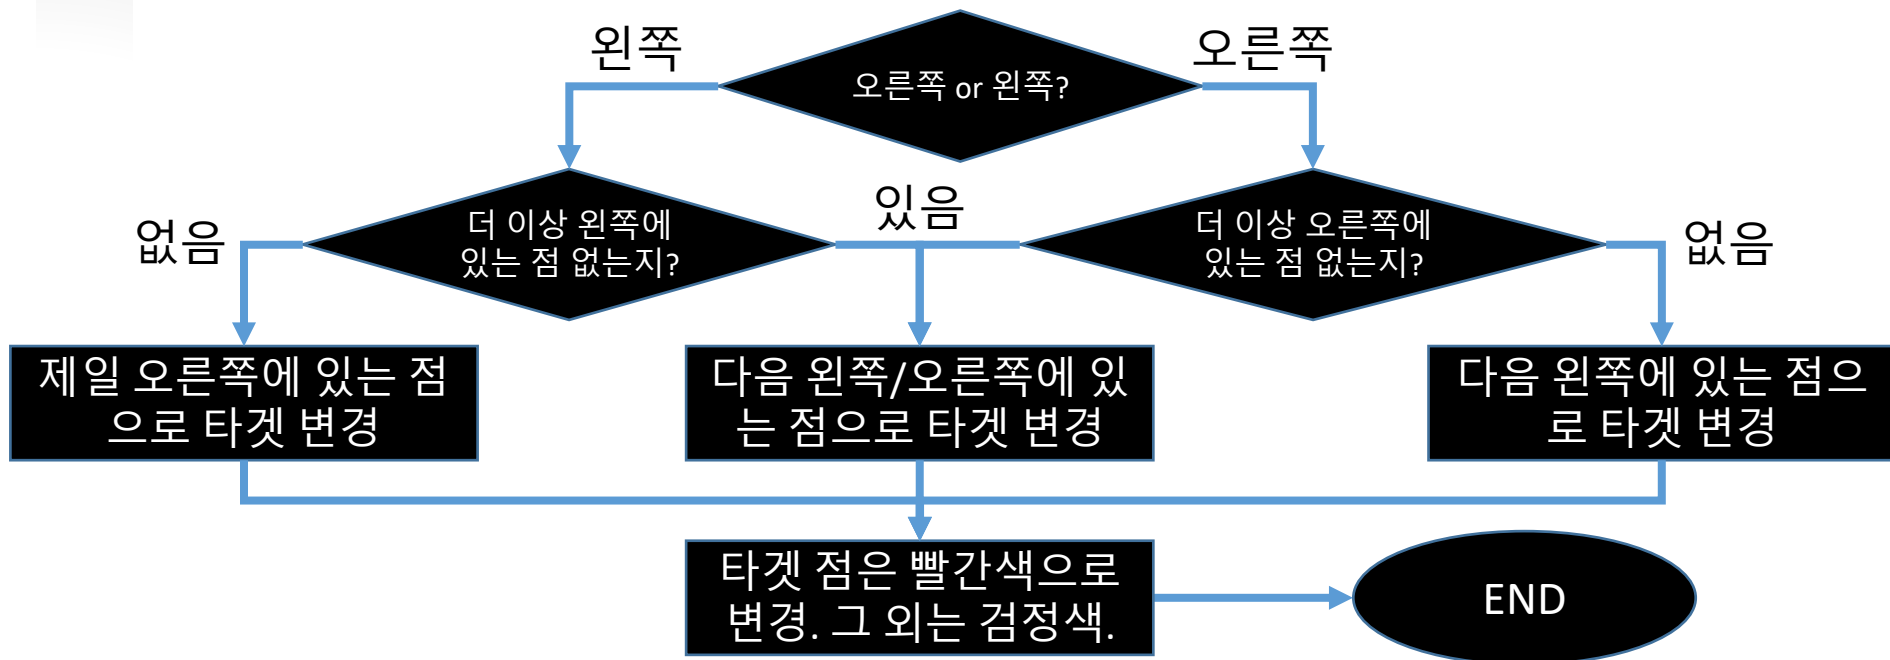 왼쪽
오른쪽
오른쪽 or 왼쪽?
없음
더 이상 왼쪽에
있는 점 없는지?
있음
더 이상 오른쪽에
있는 점 없는지?
없음
제일 오른쪽에 있는 점
으로 타겟 변경
다음 왼쪽/오른쪽에 있
는 점으로 타겟 변경
다음 왼쪽에 있는 점으
로 타겟 변경
타겟 점은 빨간색으로
변경. 그 외는 검정색.
END